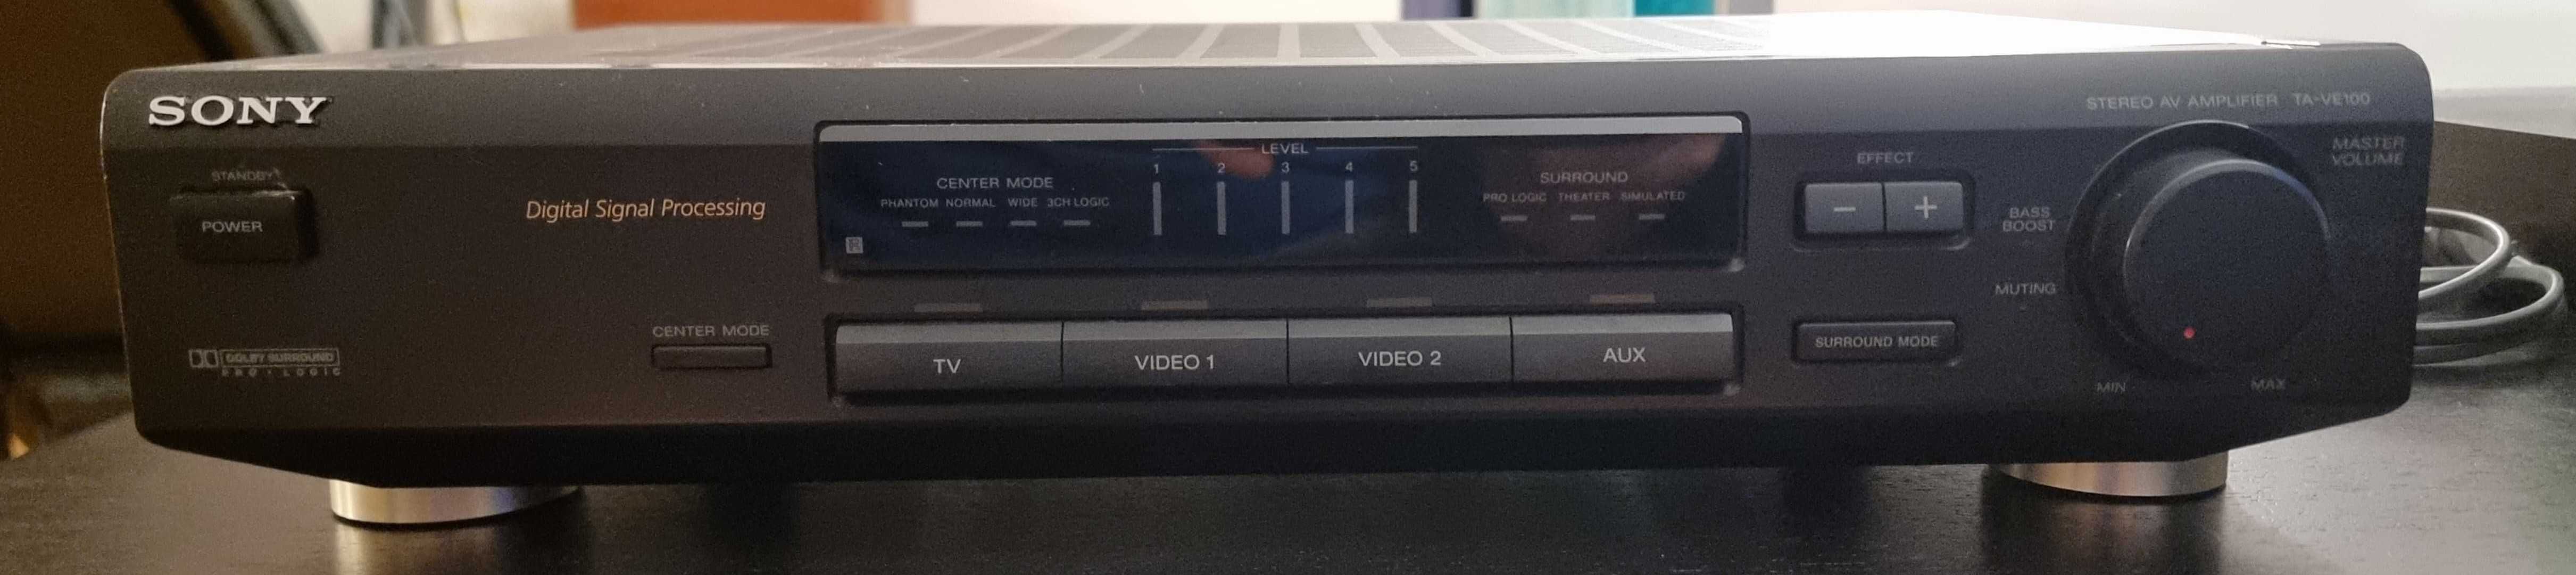 SONY
STEREO AV AMPLIFIER TA-VE100
STANDBY
POWER
Digital Signal Processing
DOLBY SURROUND
PRO • LOGIC
CENTER MODE
LEVEL
1 2 3 4 5
CENTER MODE
PHANTOM NORMAL WIDE 3CH LOGIC
R
SURROUND
PRO LOGIC THEATER SIMULATED
TV
VIDEO 1
VIDEO 2
AUX
EFFECT
− +
SURROUND MODE
BASS
BOOST
MUTING
MASTER
VOLUME
MIN MAX